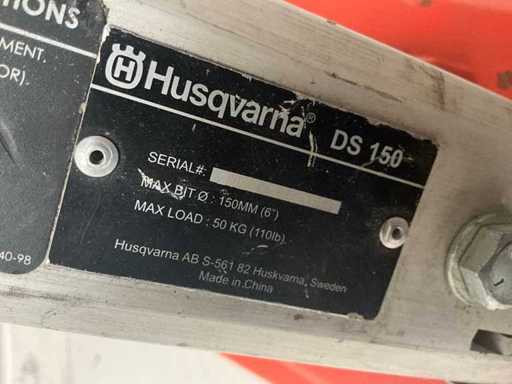 TIONS
MENT,
OR).
40-98
Husqvarna® DS 150
SERIAL#:
MAX BIT Ø : 150MM (6")
MAX LOAD : 50 KG (110lb)
Husqvarna AB S-561 82 Huskvarna, Sweden
Made in China